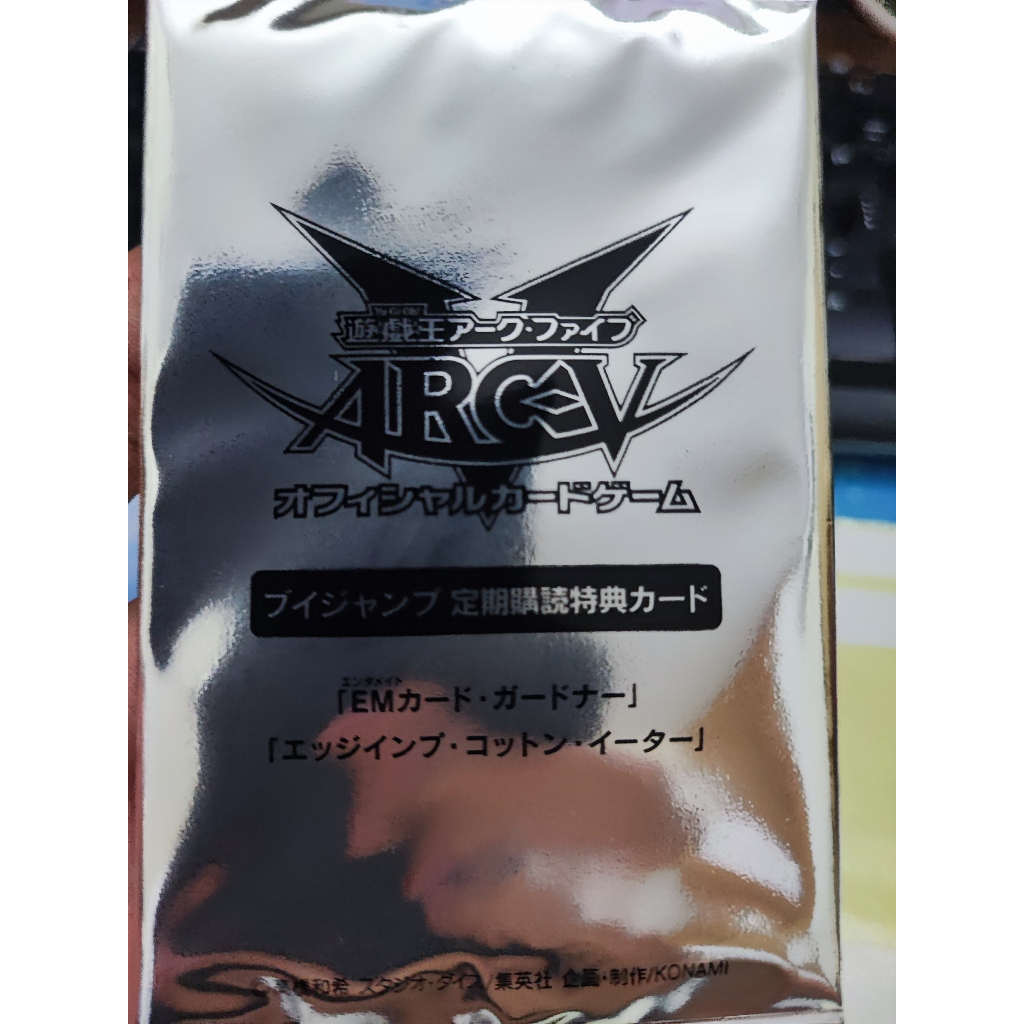 Yu-Gi-Oh!
遊戯王アーク・ファイブ
ARC-V
オフィシャルカードゲーム
ブイジャンプ 定期購読特典カード
エンタメイト
「EMカード・ガードナー」
「エッジインプ・コットン・イーター」
©高橋和希 スタジオ・ダイス/集英社 企画・制作/KONAMI